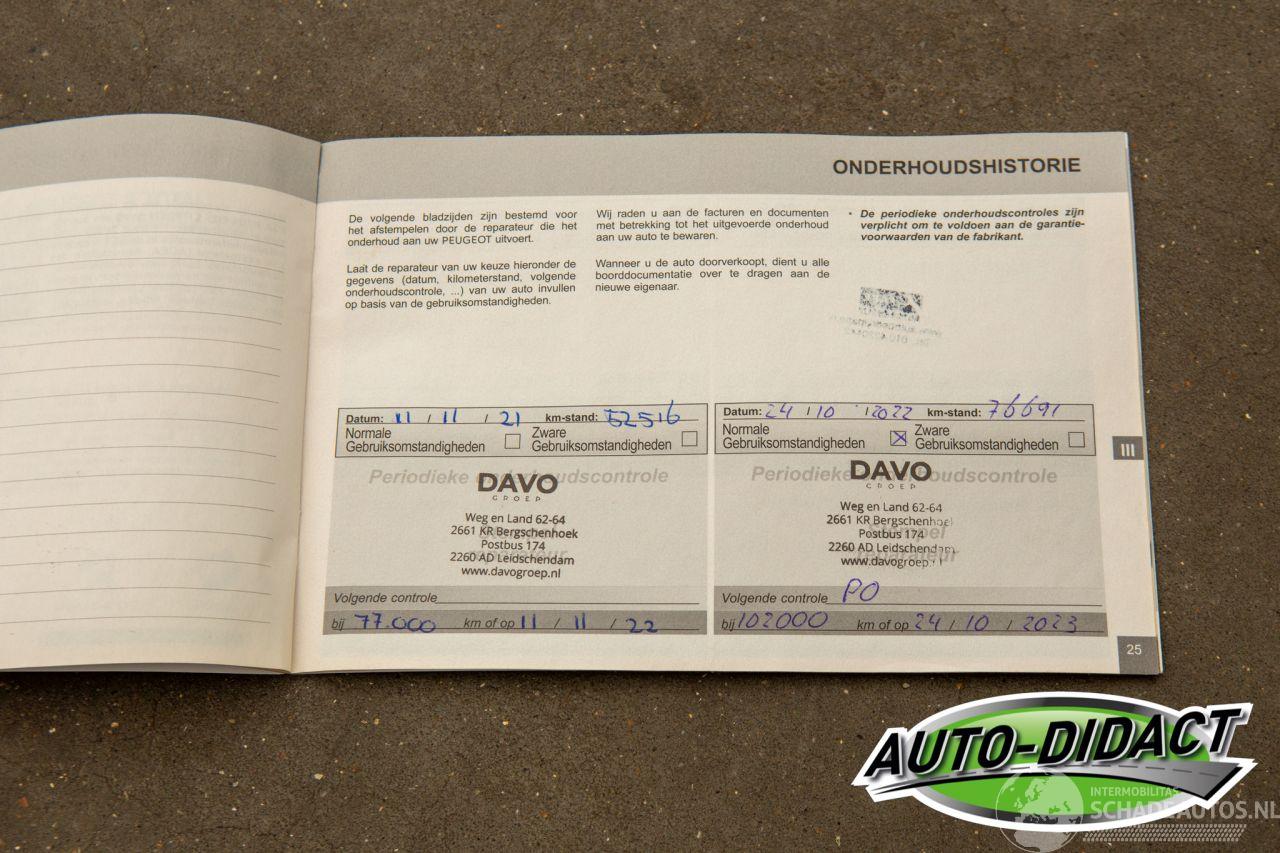 ONDERHOUDSHISTORIE
De volgende bladzijden zijn bestemd voor
het afstempelen door de reparateur die het
onderhoud aan uw PEUGEOT uitvoert.
Laat de reparateur van uw keuze hieronder de
gegevens (datum, kilometerstand, volgende
onderhoudscontrole, ...) van uw auto invullen
op basis van de gebruiksomstandigheden.
Wij raden u aan de facturen en documenten
met betrekking tot het uitgevoerde onderhoud
aan uw auto te bewaren.
Wanneer u de auto doorverkoopt, dient u alle
boorddocumentatie over te dragen aan de
nieuwe eigenaar.
• De periodieke onderhoudscontroles zijn
verplicht om te voldoen aan de garantie-
voorwaarden van de fabrikant.
Datum: 11 / 11 / 21 km-stand: 52516
Normale
Gebruiksomstandigheden
Zware
Gebruiksomstandigheden
Periodieke onderhoudscontrole
DAVO
GROEP
Weg en Land 62-64
2661 KR Bergschenhoek
Postbus 174
2260 AD Leidschendam
www.davogroep.nl
Volgende controle
bij 77.000 km of op 11 / 11 / 22
Datum: 24 / 10 / 2022 km-stand: 76691
Normale
Gebruiksomstandigheden
Zware
Gebruiksomstandigheden
Periodieke onderhoudscontrole
DAVO
GROEP
Weg en Land 62-64
2661 KR Bergschenhoek
Stempel
Postbus 174
2260 AD Leidschendam
reparateur
www.davogroep.nl
Volgende controle PO
bij 102000 km of op 24 / 10 / 2023
III
25
AUTO-DIDACT
INTERMOBILITAS
SCHADEAUTOS.NL